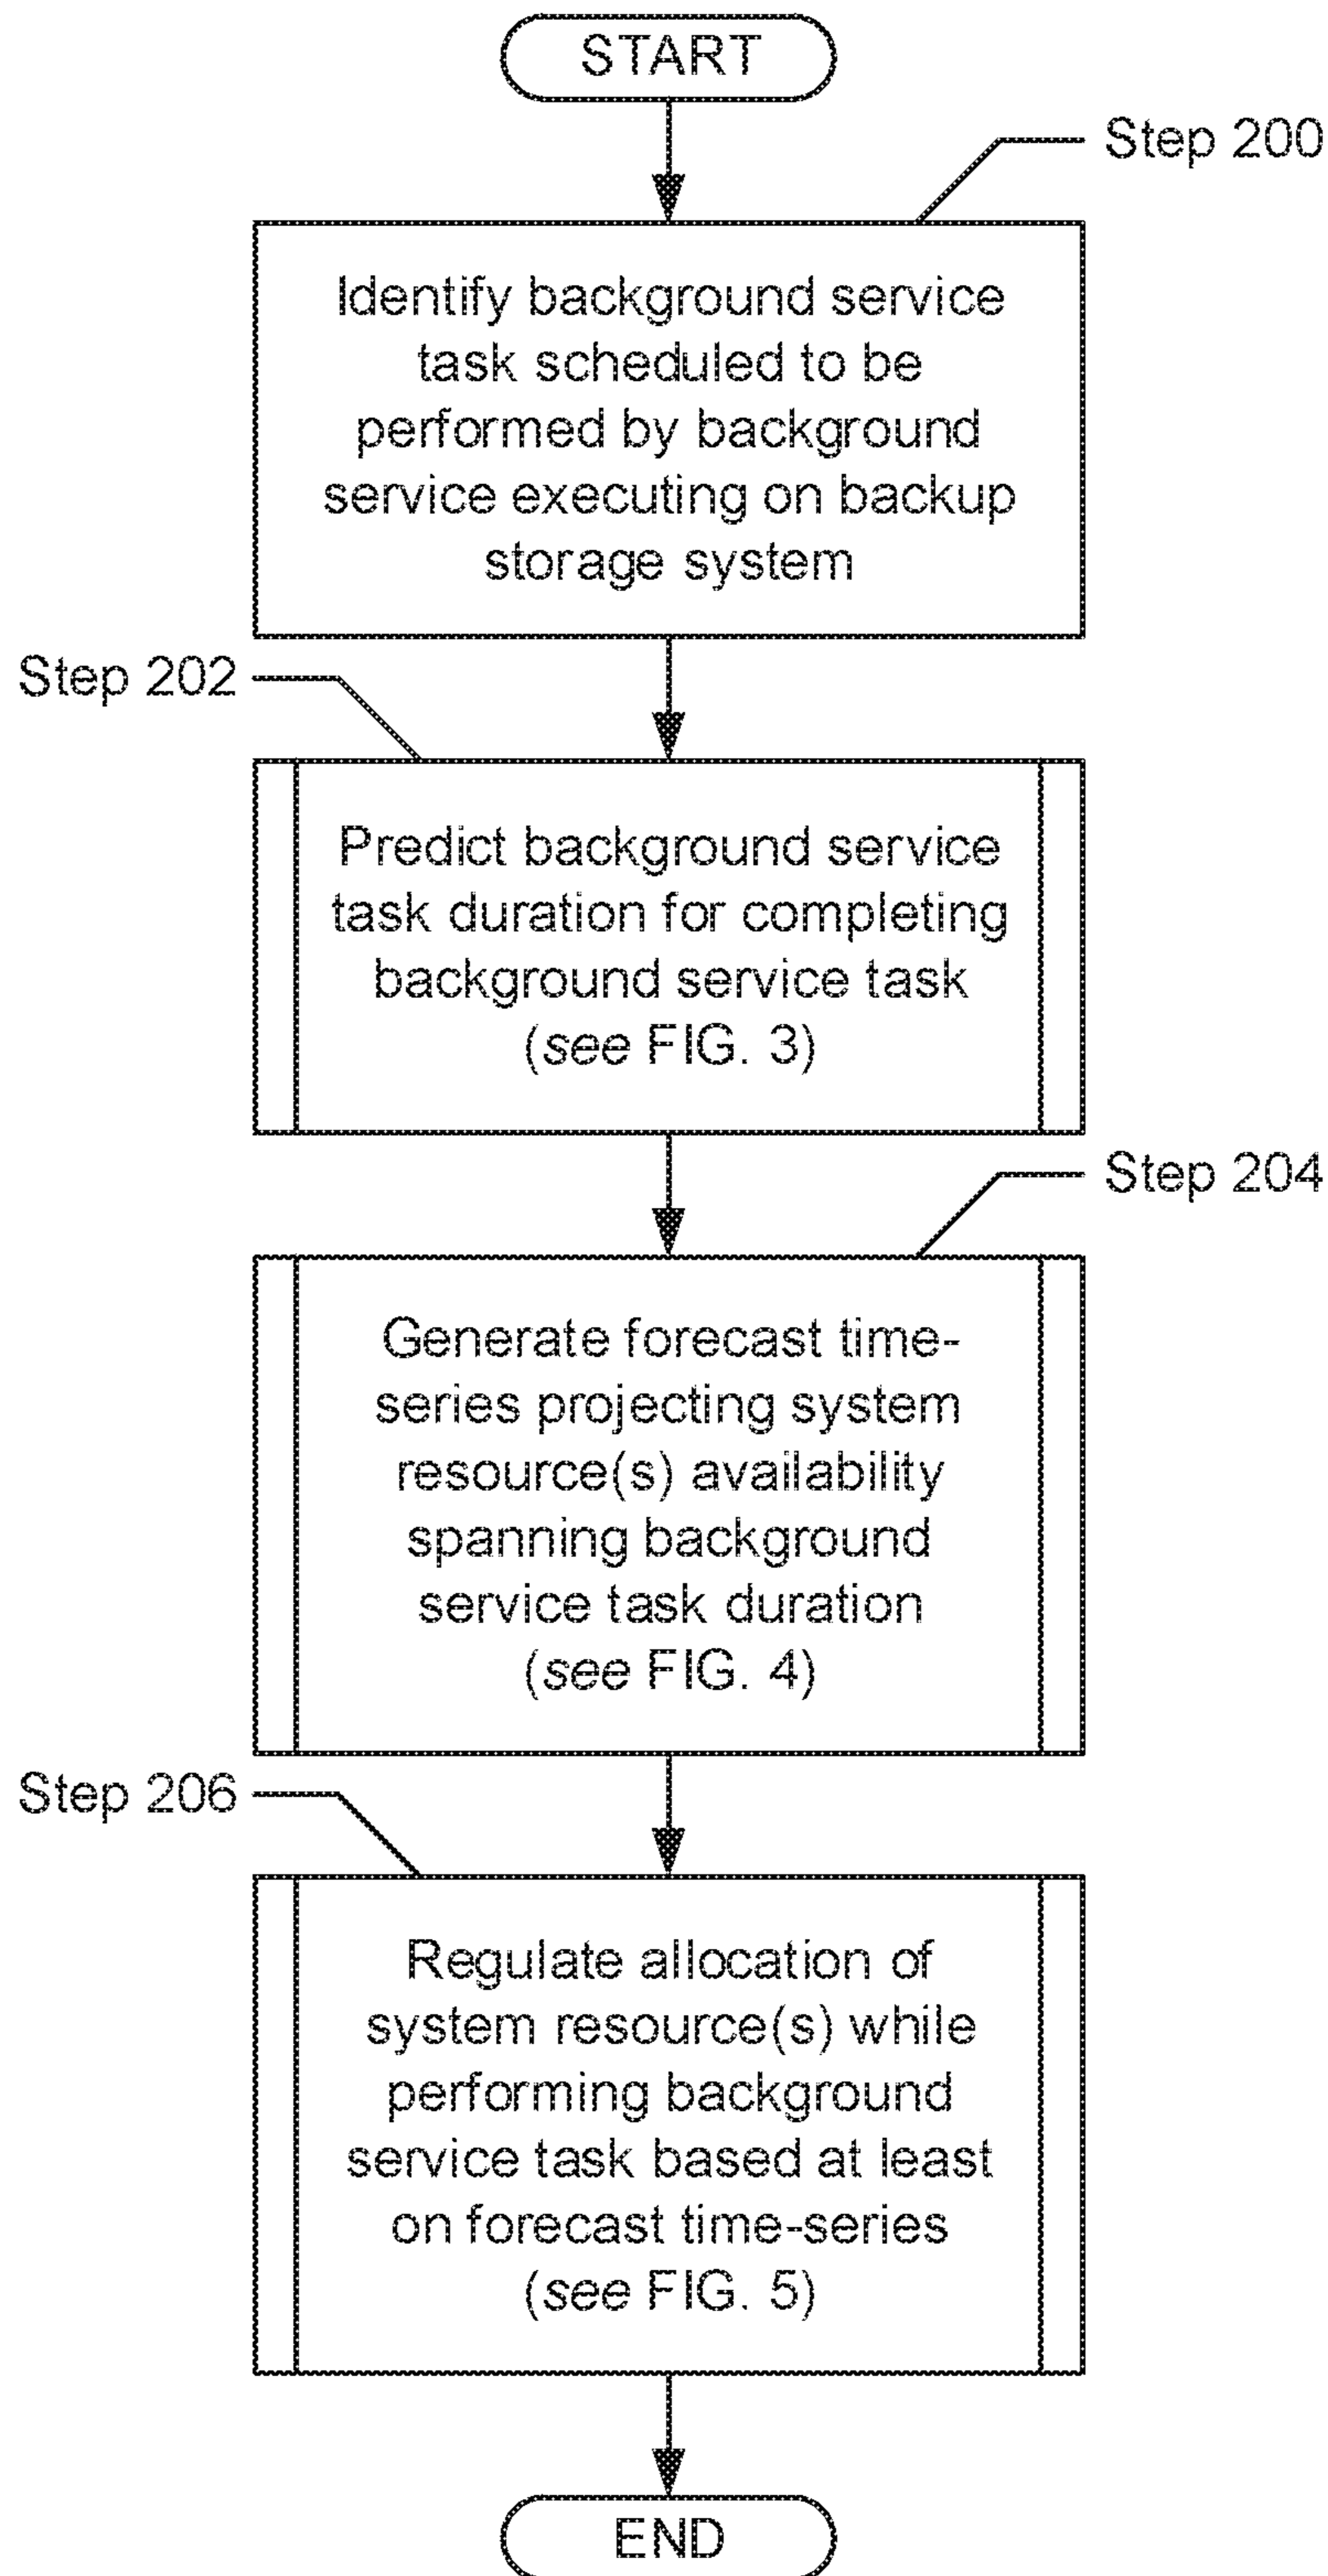 START
Step 200
Identify background service
task scheduled to be
performed by background
service executing on backup
storage system
Step 202
Predict background service
task duration for completing
background service task
(see FIG. 3)
Step 204
Generate forecast time-
series projecting system
resource(s) availability
spanning background
service task duration
(see FIG. 4)
Step 206
Regulate allocation of
system resource(s) while
performing background
service task based at least
on forecast time-series
(see FIG. 5)
END